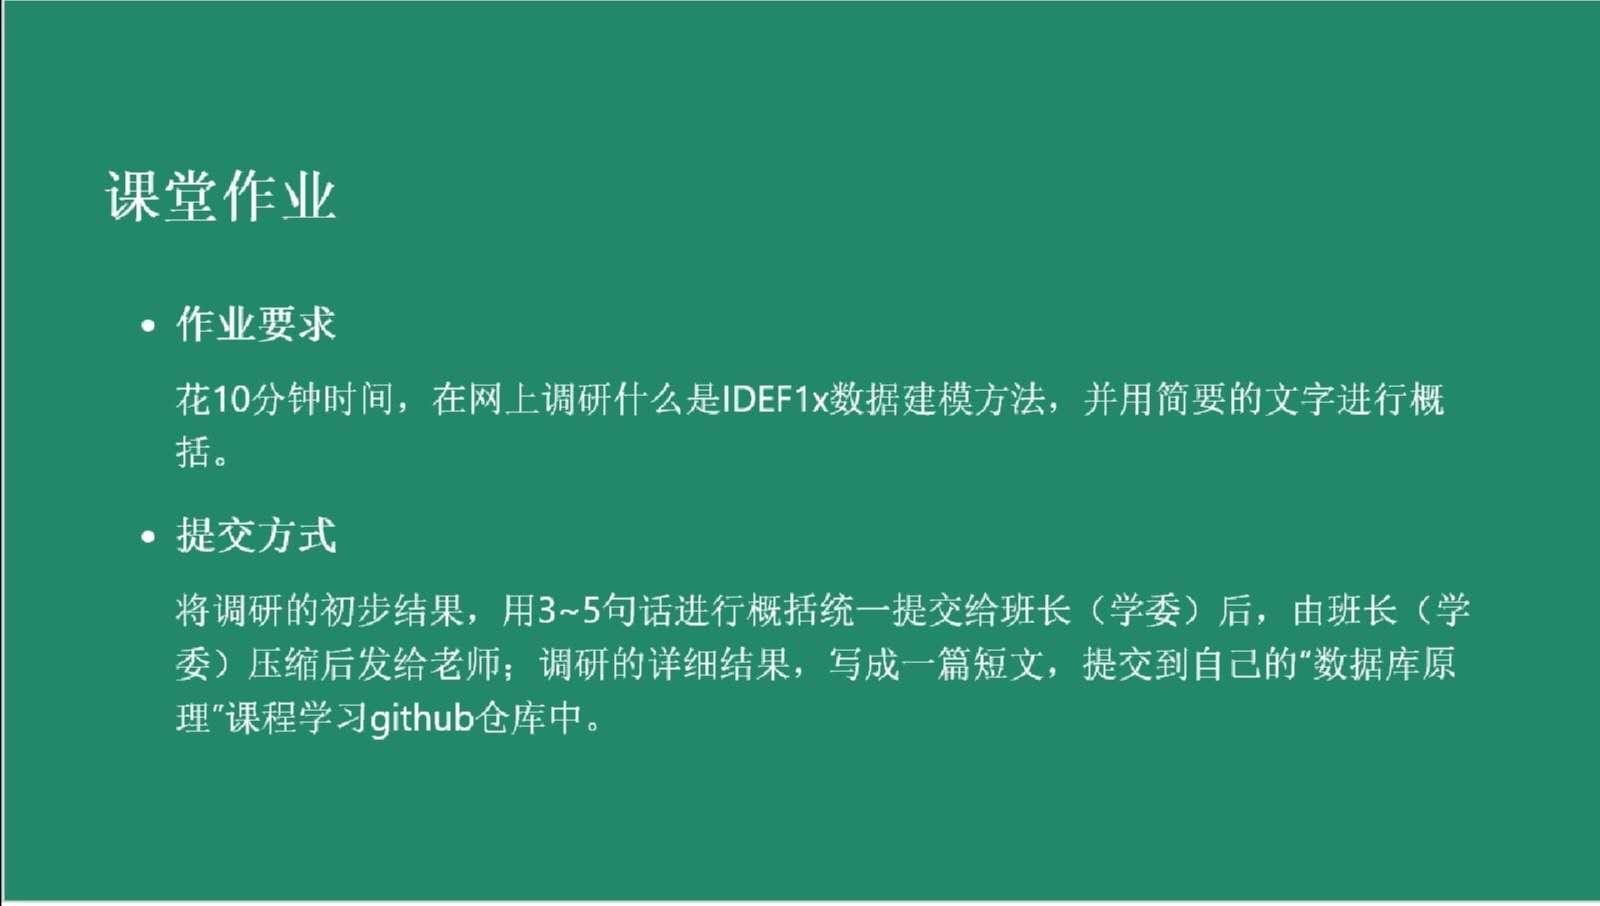 课堂作业
• 作业要求
花10分钟时间，在网上调研什么是IDEF1x数据建模方法，并用简要的文字进行概
括。
• 提交方式
将调研的初步结果，用3~5句话进行概括统一提交给班长（学委）后，由班长（学
委）压缩后发给老师；调研的详细结果，写成一篇短文，提交到自己的“数据库原
理”课程学习github仓库中。